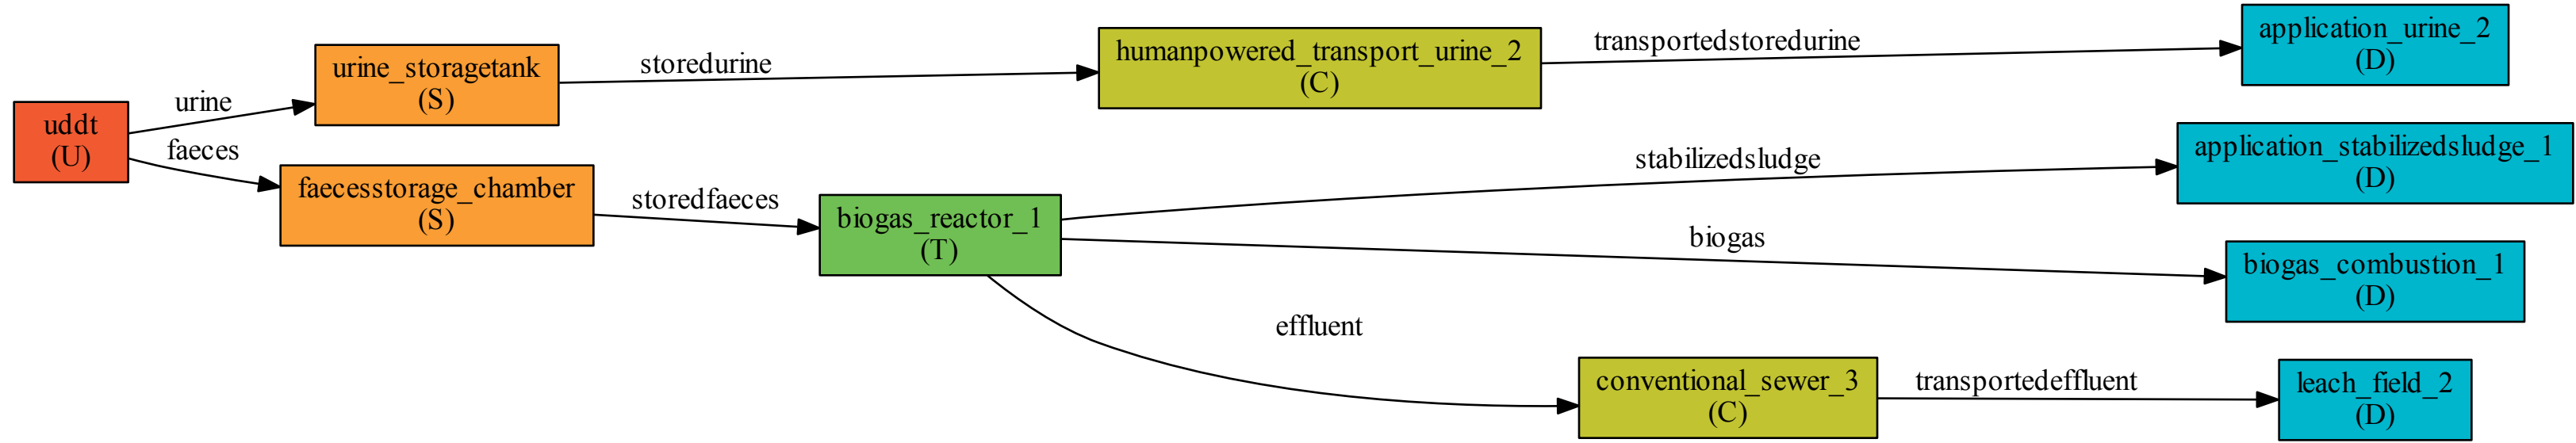 uddt
(U)
urine
faeces
urine_storagetank
(S)
faecesstorage_chamber
(S)
storedurine
storedfaeces
biogas_reactor_1
(T)
humanpowered_transport_urine_2
(C)
transportedstoredurine
stabilizedsludge
biogas
effluent
conventional_sewer_3
(C)
transportedeffluent
application_urine_2
(D)
application_stabilizedsludge_1
(D)
biogas_combustion_1
(D)
leach_field_2
(D)